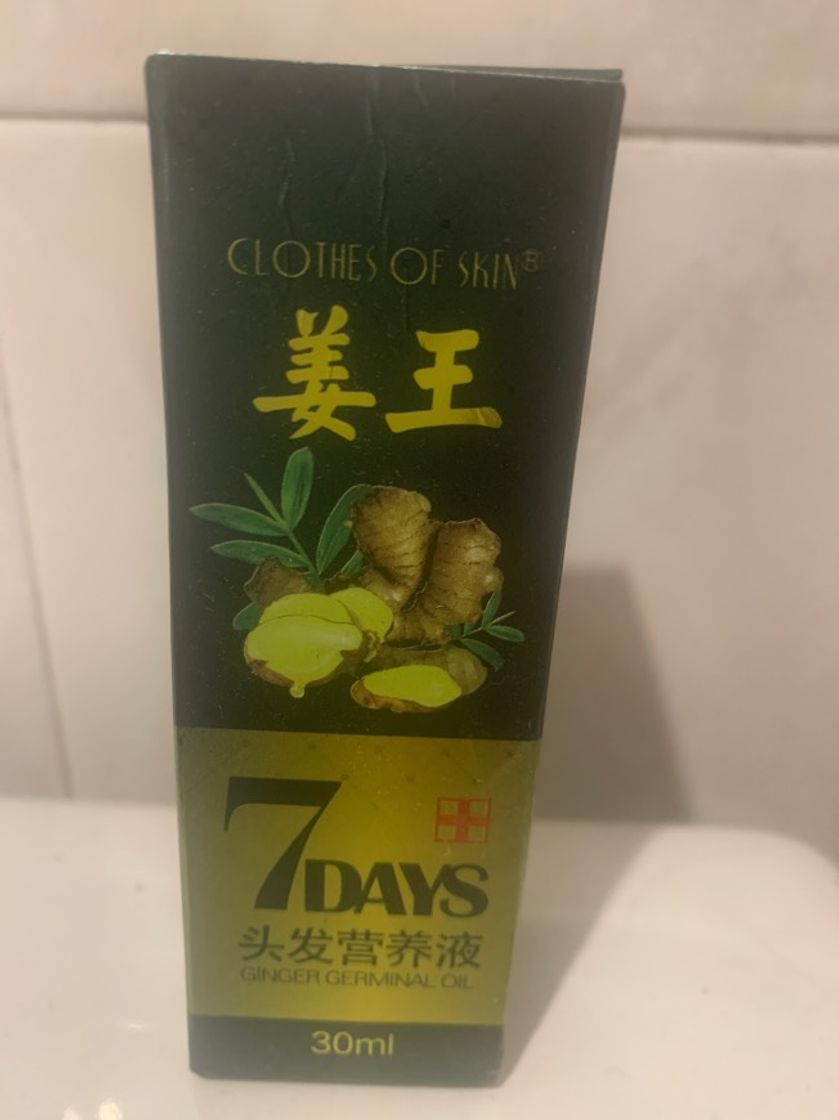 CLOTHES OF SKIN®
姜王
7 DAYS
头发营养液
GINGER GERMINAL OIL
30ml